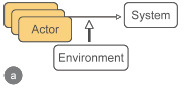 System
Actor
Environment
a